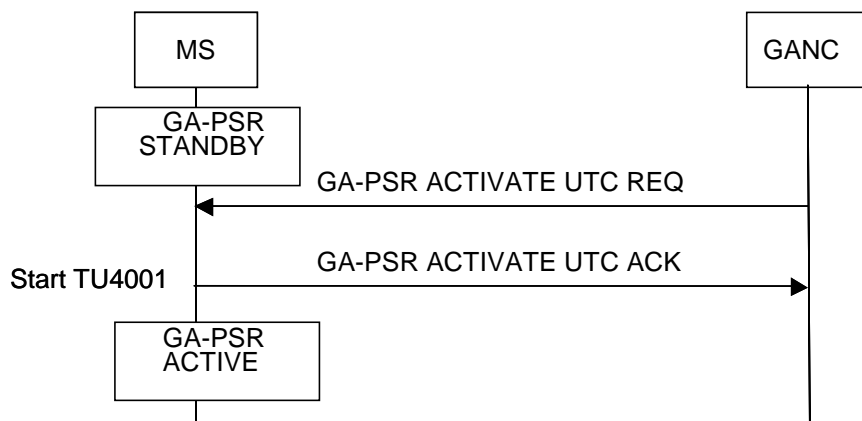 MS
GANC
GA-PSR
STANDBY
GA-PSR ACTIVATE UTC REQ
GA-PSR ACTIVATE UTC ACK
Start TU4001
GA-PSR
ACTIVE